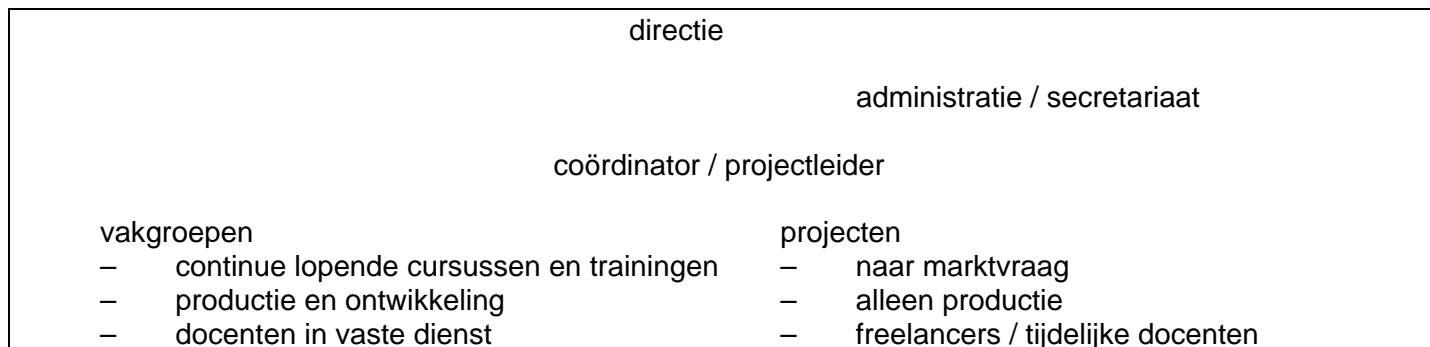 directie
administratie / secretariaat
coördinator / projectleider
vakgroepen
– continue lopende cursussen en trainingen
– productie en ontwikkeling
– docenten in vaste dienst
projecten
– naar marktvraag
– alleen productie
– freelancers / tijdelijke docenten